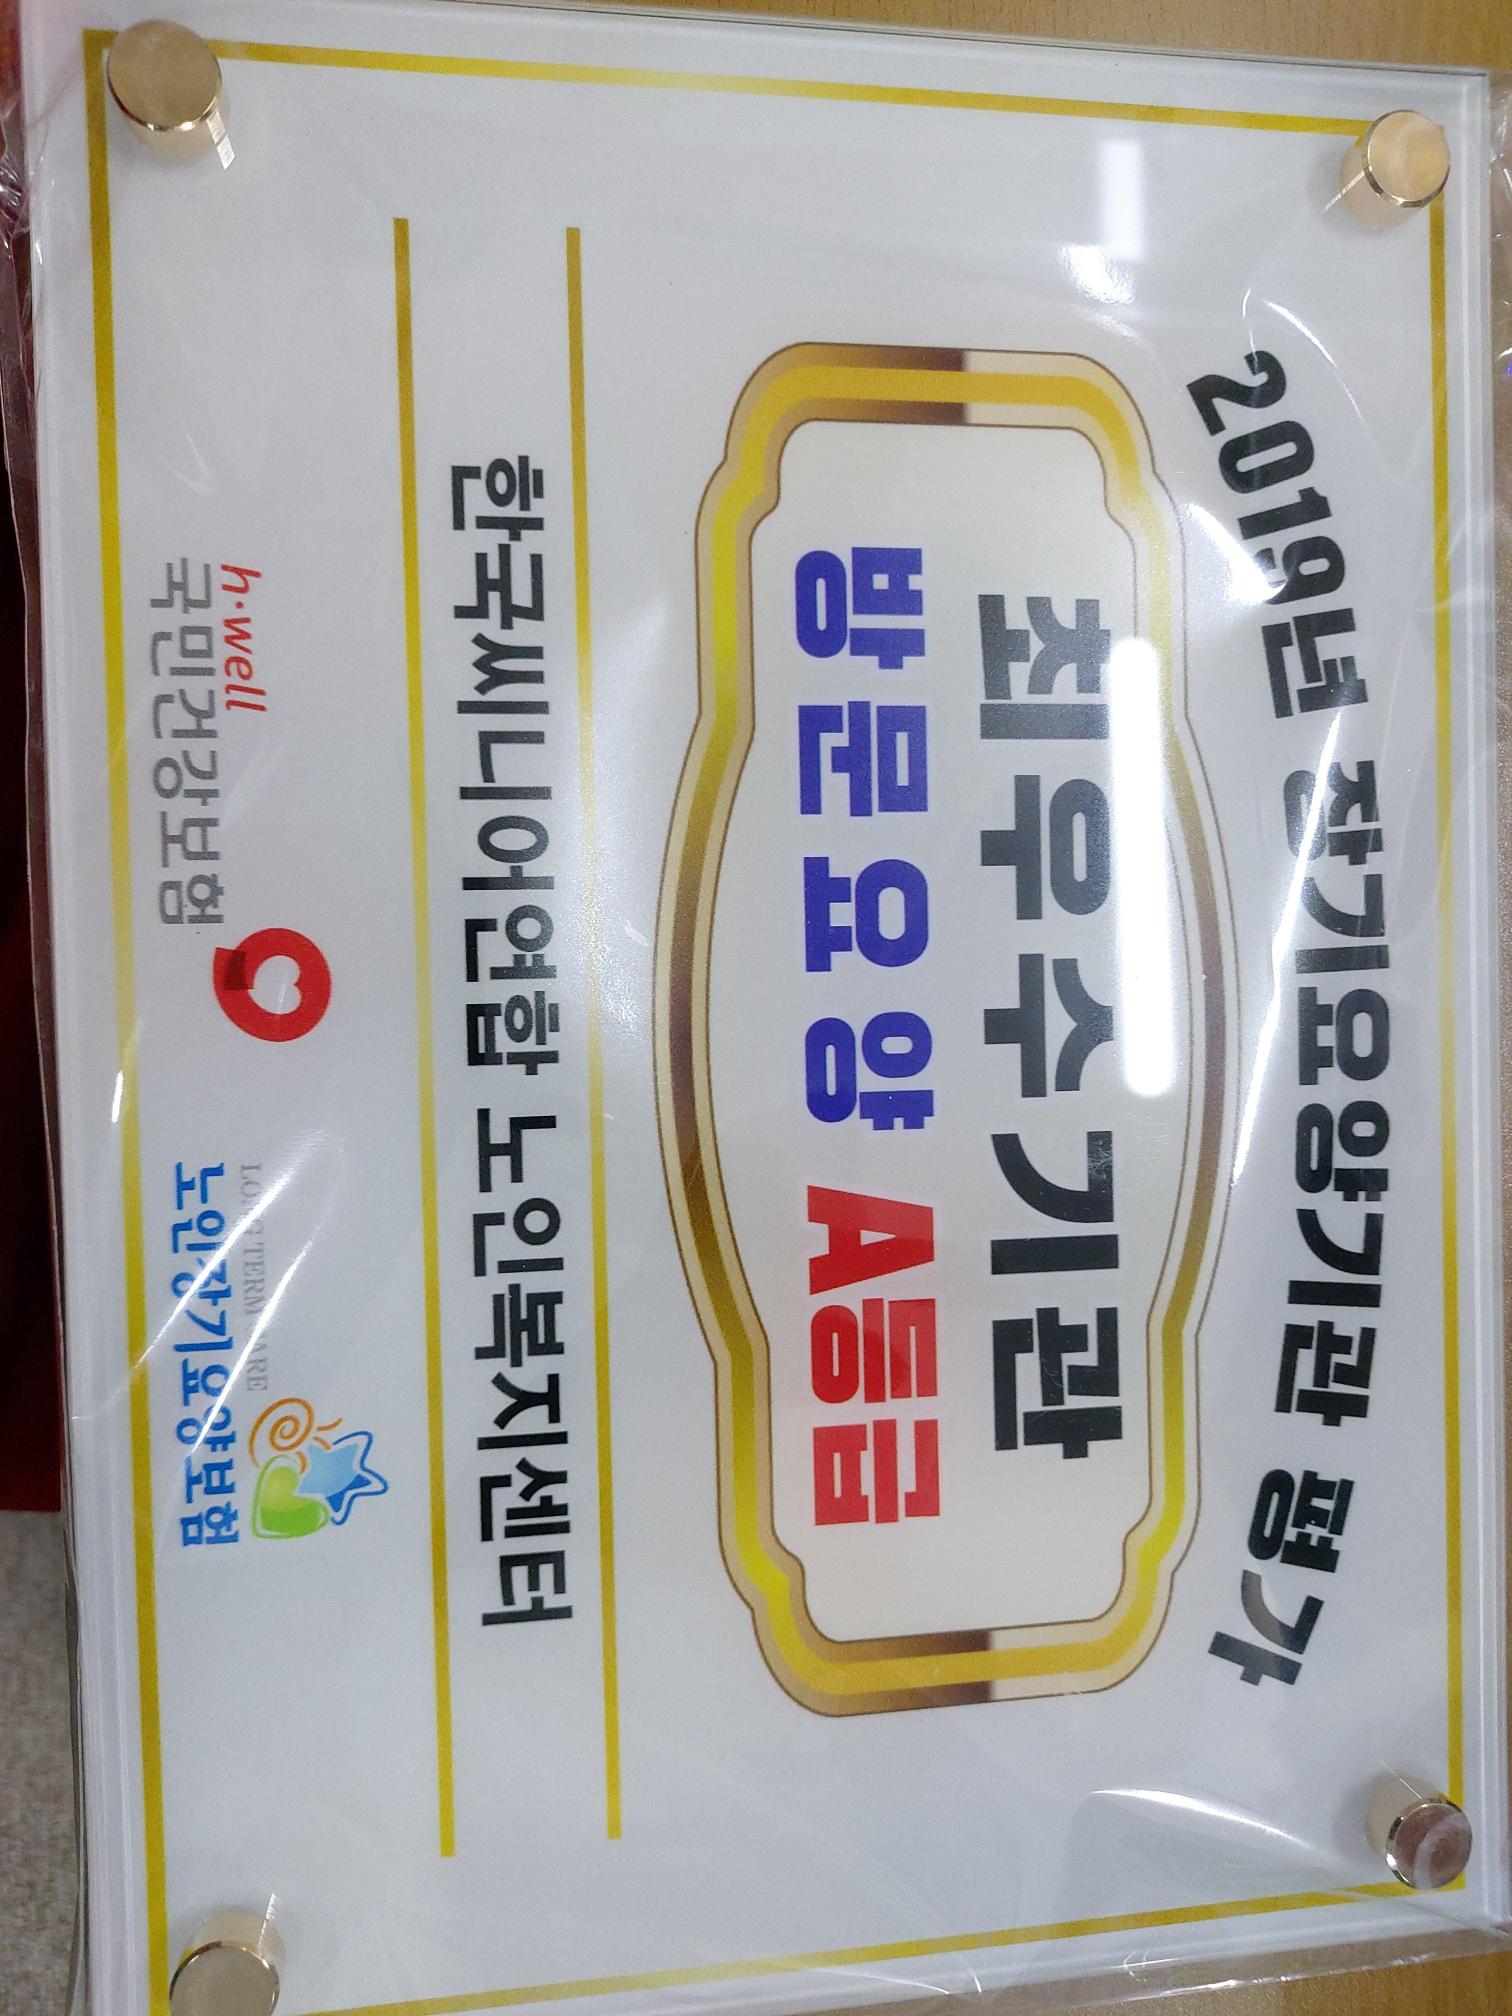 2019년 장기요양기관 평가
최우수기관
방문요양 A등급
한국씨니어연합 노인복지센터
h·well
국민건강보험
LONG TERM CARE
노인장기요양보험